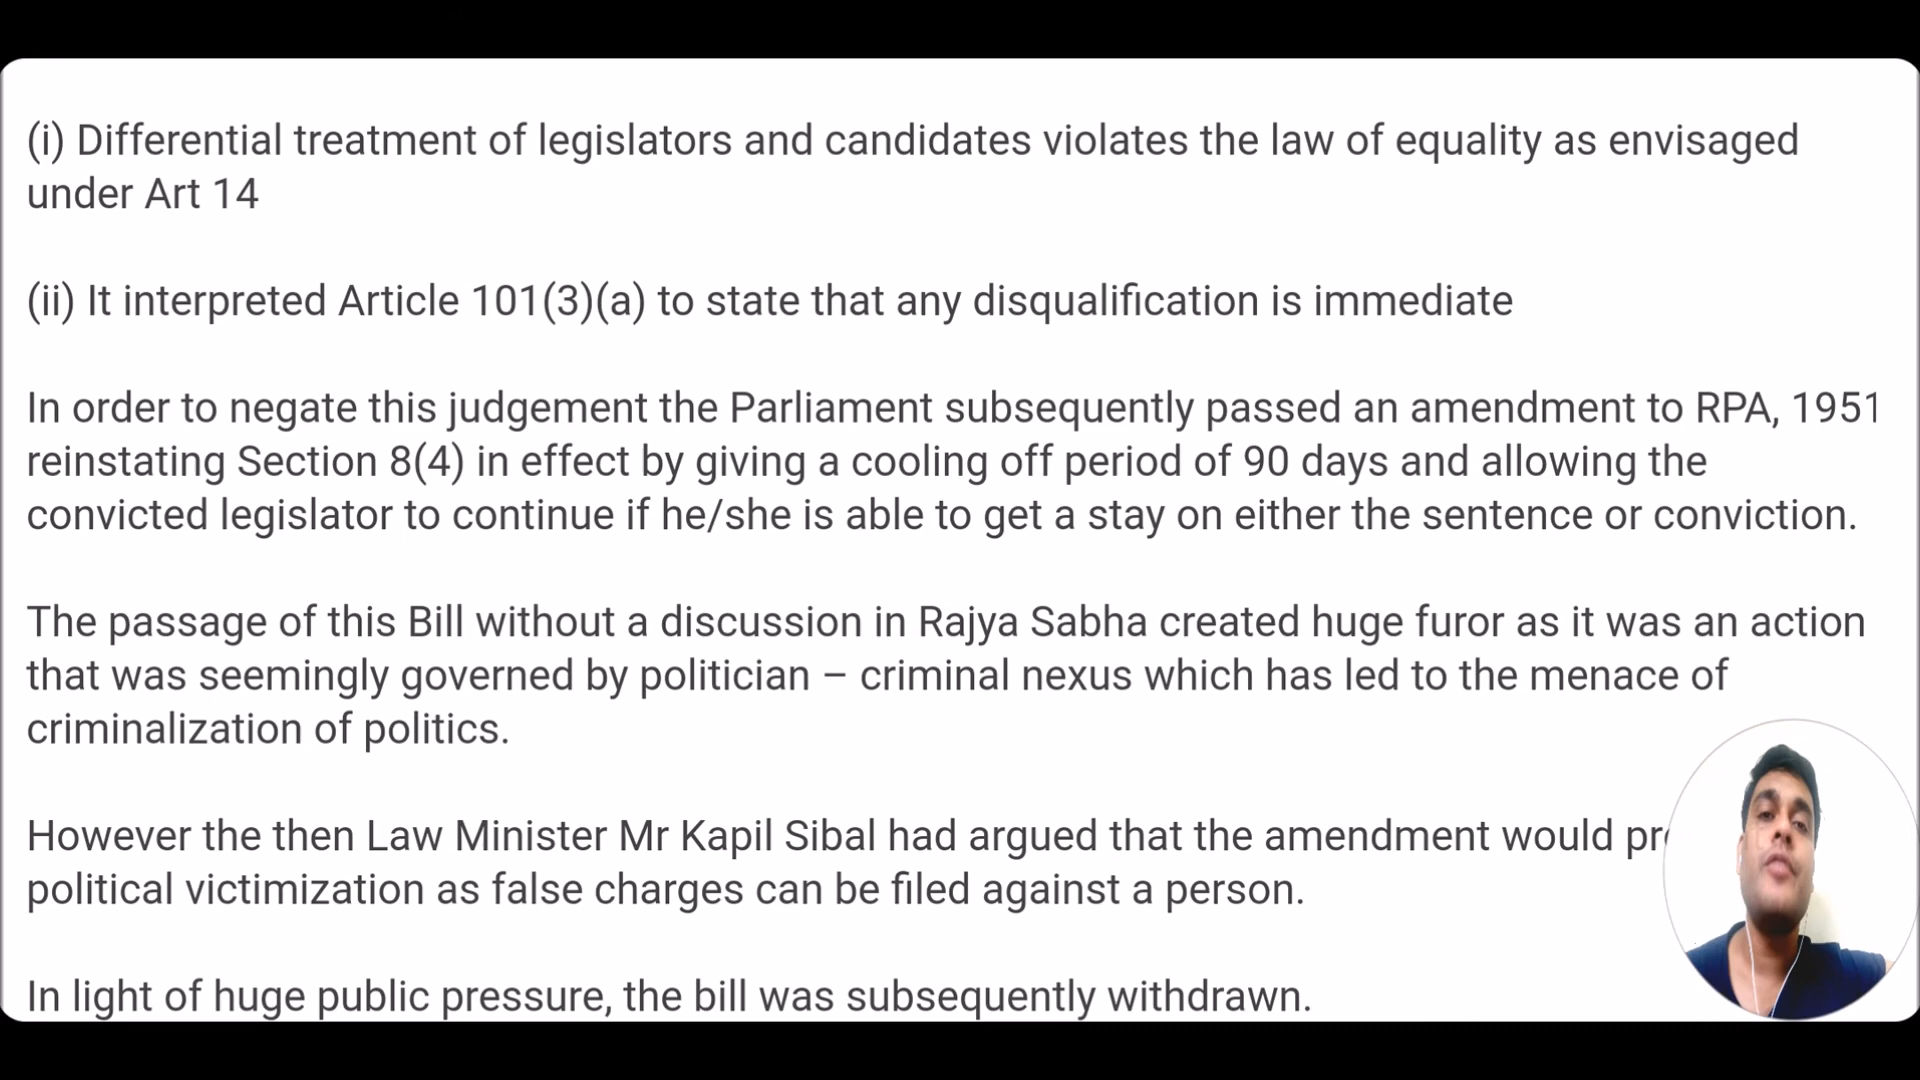 (i) Differential treatment of legislators and candidates violates the law of equality as envisaged
under Art 14
(ii) It interpreted Article 101(3)(a) to state that any disqualification is immediate
In order to negate this judgement the Parliament subsequently passed an amendment to RPA, 1951
reinstating Section 8(4) in effect by giving a cooling off period of 90 days and allowing the
convicted legislator to continue if he/she is able to get a stay on either the sentence or conviction.
The passage of this Bill without a discussion in Rajya Sabha created huge furor as it was an action
that was seemingly governed by politician – criminal nexus which has led to the menace of
criminalization of politics.
However the then Law Minister Mr Kapil Sibal had argued that the amendment would
political victimization as false charges can be filed against a person.
In light of huge public pressure, the bill was subsequently withdrawn.